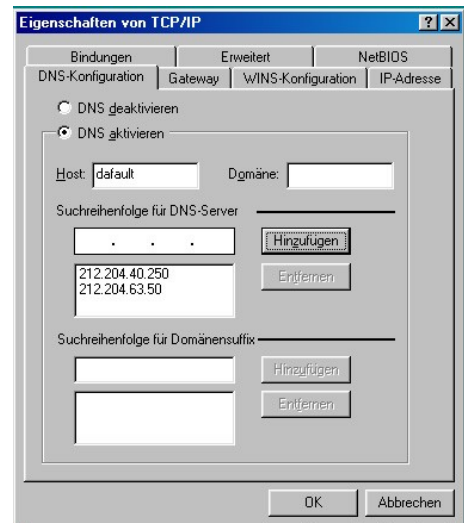 Eigenschaften von TCP/IP
Bindungen Erweitert NetBIOS
DNS-Konfiguration Gateway WINS-Konfiguration IP-Adresse
DNS deaktivieren
DNS aktivieren
Host: dafault Domäne:
Suchreihenfolge für DNS-Server
. . . Hinzufügen
212.204.40.250
212.204.63.50
Entfernen
Suchreihenfolge für Domänensuffix
Hinzufügen
Entfernen
OK Abbrechen